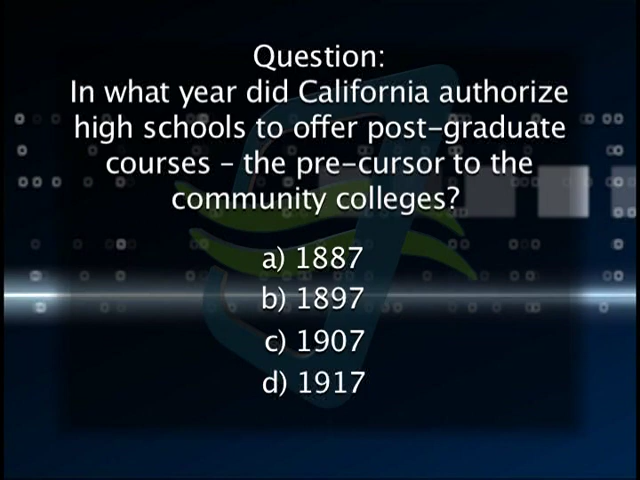 Question:
In what year did California authorize
high schools to offer post-graduate
courses – the pre-cursor to the
community colleges?
a) 1887
b) 1897
c) 1907
d) 1917